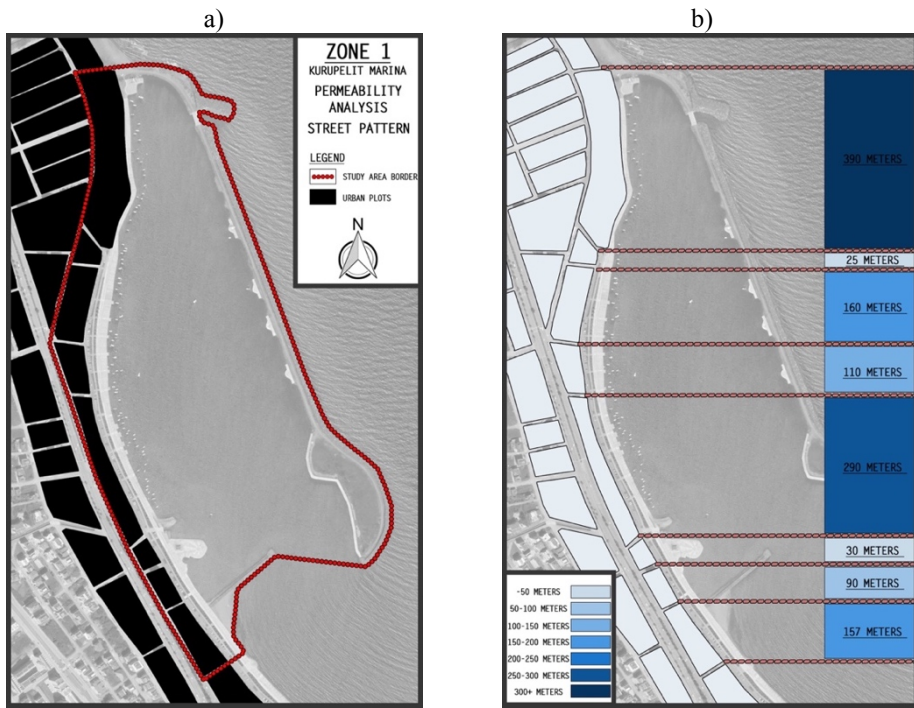 a)
ZONE 1
KURUPELIT MARINA
PERMEABILITY
ANALYSIS
STREET PATTERN
LEGEND
STUDY AREA BORDER
URBAN PLOTS
N
b)
390 METERS
25 METERS
160 METERS
110 METERS
290 METERS
30 METERS
90 METERS
157 METERS
-50 METERS
50-100 METERS
100-150 METERS
150-200 METERS
200-250 METERS
250-300 METERS
300+ METERS